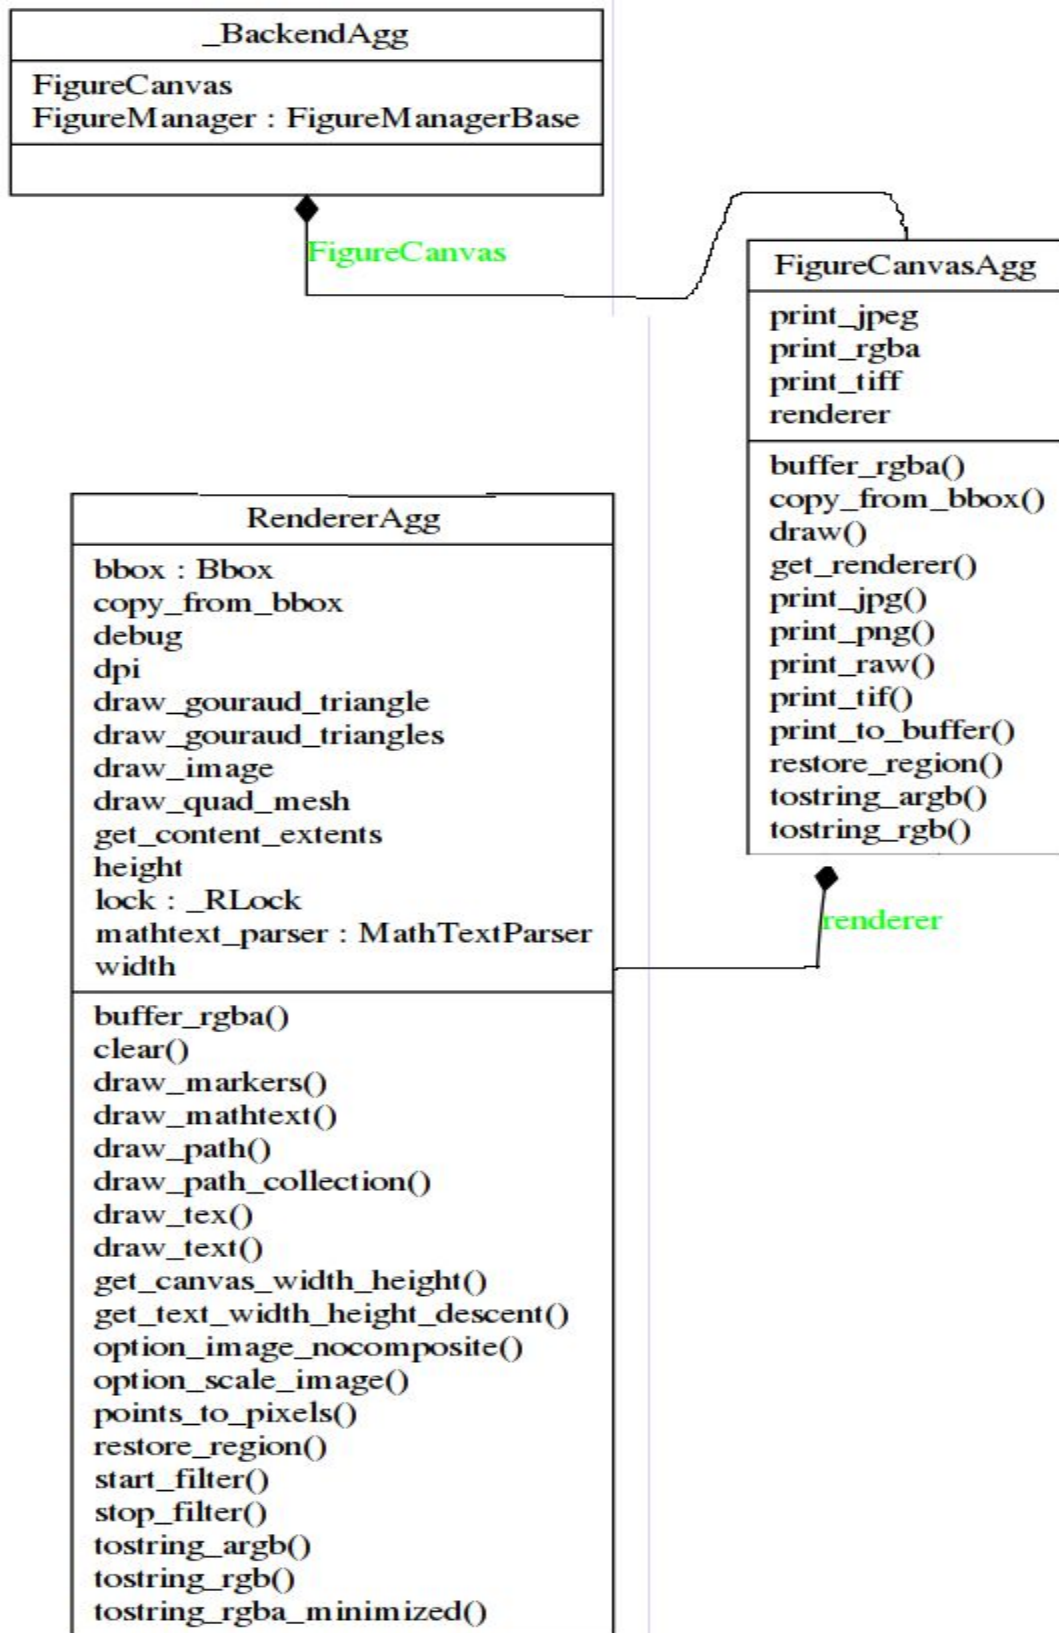 _BackendAgg
FigureCanvas
FigureManager : FigureManagerBase
FigureCanvas
FigureCanvasAgg
print_jpeg
print_rgba
print_tiff
renderer
buffer_rgba()
copy_from_bbox()
draw()
get_renderer()
print_jpg()
print_png()
print_raw()
print_tif()
print_to_buffer()
restore_region()
tostring_argb()
tostring_rgb()
renderer
RendererAgg
bbox : Bbox
copy_from_bbox
debug
dpi
draw_gouraud_triangle
draw_gouraud_triangles
draw_image
draw_quad_mesh
get_content_extents
height
lock : _RLock
mathtext_parser : MathTextParser
width
buffer_rgba()
clear()
draw_markers()
draw_mathtext()
draw_path()
draw_path_collection()
draw_tex()
draw_text()
get_canvas_width_height()
get_text_width_height_descent()
option_image_nocomposite()
option_scale_image()
points_to_pixels()
restore_region()
start_filter()
stop_filter()
tostring_argb()
tostring_rgb()
tostring_rgba_minimized()